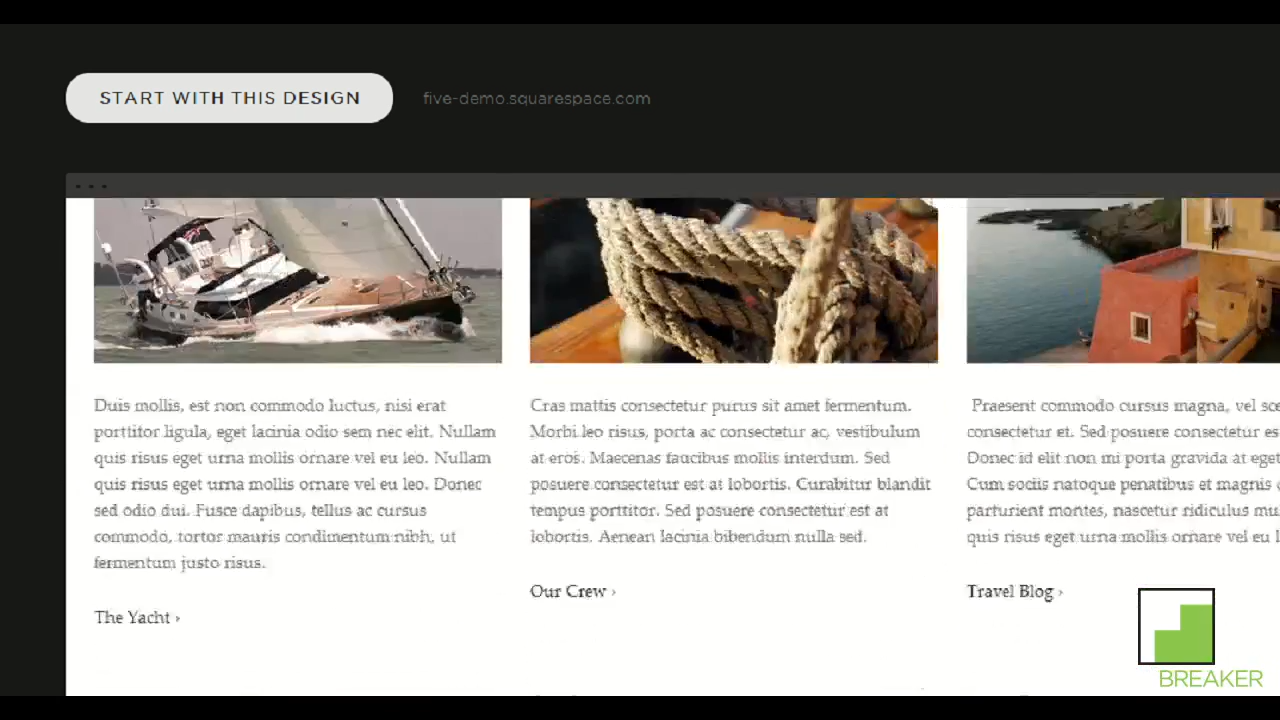 START WITH THIS DESIGN
five-demo.squarespace.com
Duis mollis, est non commodo luctus, nisi erat
porttitor ligula, eget lacinia odio sem nec elit. Nullam
quis risus eget urna mollis ornare vel eu leo. Nullam
quis risus eget urna mollis ornare vel eu leo. Donec
sed odio dui. Fusce dapibus, tellus ac cursus
commodo, tortor mauris condimentum nibh, ut
fermentum justo risus.
The Yacht ›
Cras mattis consectetur purus sit amet fermentum.
Morbi leo risus, porta ac consectetur ac, vestibulum
at eros. Maecenas faucibus mollis interdum. Sed
posuere consectetur est at lobortis. Curabitur blandit
tempus porttitor. Sed posuere consectetur est at
lobortis. Aenean lacinia bibendum nulla sed.
Our Crew ›
Praesent commodo cursus magna, vel
consectetur et. Sed posuere consectetur
Donec id elit non mi porta gravida at eget
Cum sociis natoque penatibus et magnis
parturient montes, nascetur ridiculus
quis risus eget urna mollis ornare vel eu
Travel Blog ›
BREAKER